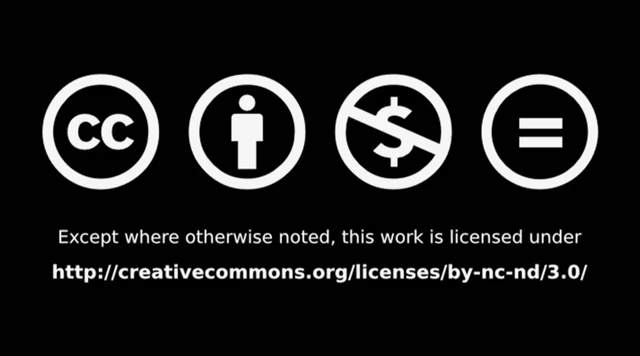 cc
$
=
Except where otherwise noted, this work is licensed under
http://creativecommons.org/licenses/by-nc-nd/3.0/